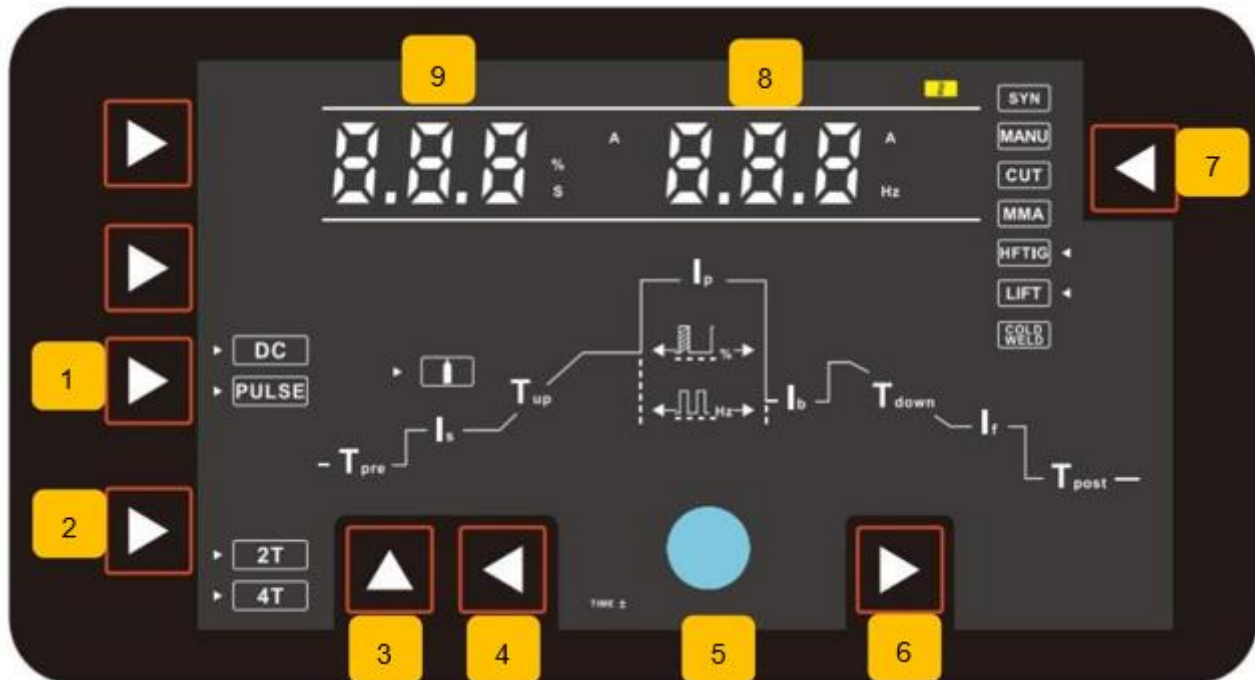 9
8
SYN
MANU
CUT
MMA
HFTIG
LIFT
COLD
WELD
7
8.8.8
A
%
S
8.8.8
A
Hz
Ip
%
Hz
1
DC
PULSE
Tup
Is
Tpre
Ib
Tdown
If
Tpost
2
2T
4T
TIME ±
3
4
5
6